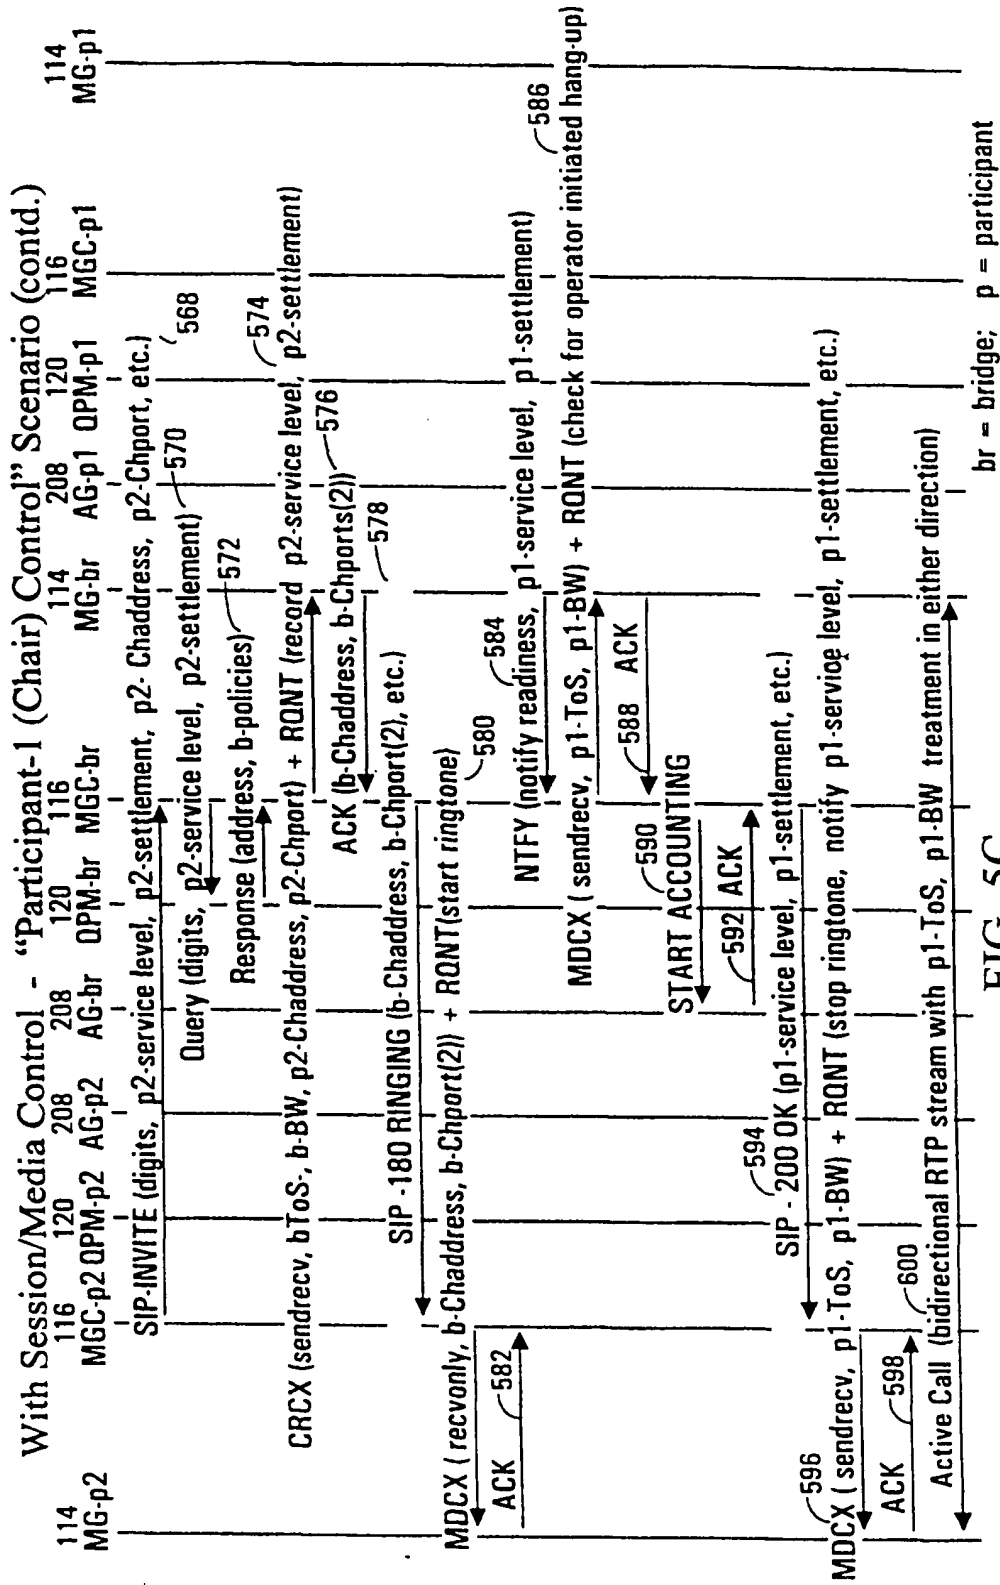 With Session/Media Control - “Participant-1 (Chair) Control” Scenario (contd.)
114 116 120 208 208 120 116 114 208 120 116 114
MG-p2 MGC-p2 QPM-p2 AG-p2 AG-br QPM-br MGC-br MG-br AG-p1 QPM-p1 MGC-p1 MG-p1
SIP-INVITE (digits, p2-service level, p2-settlement, p2- Chaddress, p2-Chport, etc.)
568
Query (digits, p2-service level, p2-settlement) 570
Response (address, b-policies) 572
CRCX (sendrecv, bToS-, b-BW, p2-Chaddress, p2-Chport) + RQNT (record p2-service level, p2-settlement)
574
ACK (b-Chaddress, b-Chports(2)) 576
578
SIP -180 RINGING (b-Chaddress, b-Chport(2), etc.)
MDCX ( recvonly, b-Chaddress, b-Chport(2)) + RQNT(start ringtone) 580
ACK 582
NTFY (notify readiness, p1-service level, p1-settlement)
584
MDCX ( sendrecv, p1-ToS, p1-BW) + RQNT (check for operator initiated hang-up)
586
588 ACK
START ACCOUNTING
590
592 ACK
SIP - 200 OK (p1-service level, p1-settlement, etc.)
594
MDCX ( sendrecv, p1-ToS, p1-BW) + RQNT (stop ringtone, notify p1-service level, p1-settlement, etc.)
596
ACK 598
600
Active Call (bidirectional RTP stream with p1-ToS, p1-BW treatment in either direction)
br = bridge; p = participant
FIG. 5C